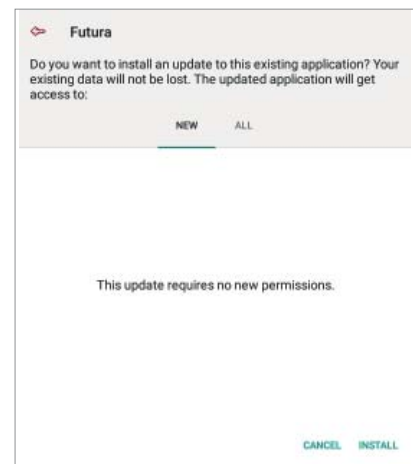 Futura
Do you want to install an update to this existing application? Your
existing data will not be lost. The updated application will get
access to:
NEW ALL
This update requires no new permissions.
CANCEL INSTALL